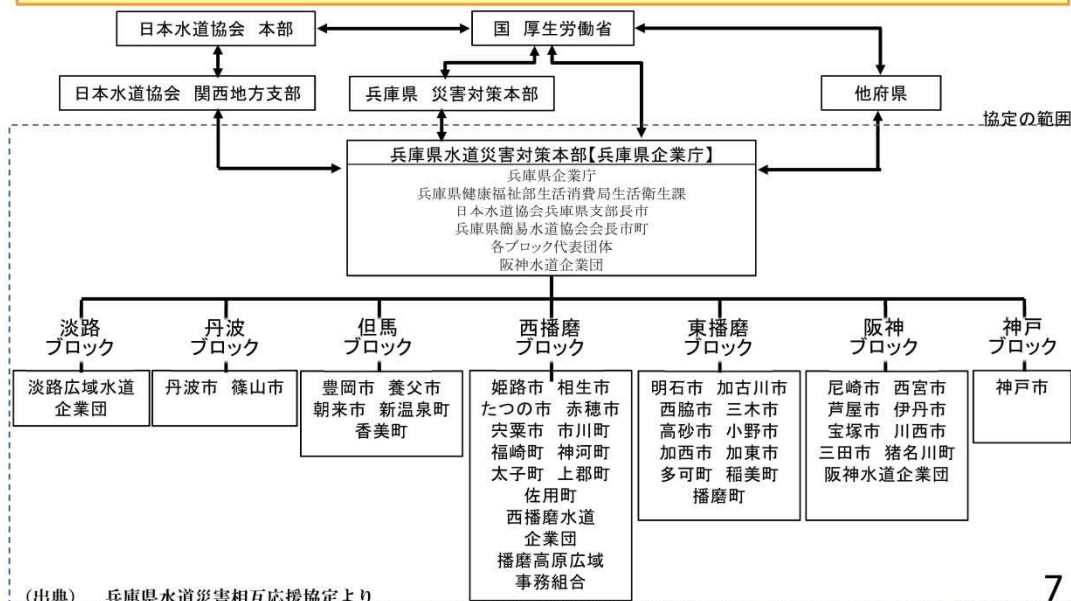 日本水道協会 本部
国 厚生労働省
日本水道協会 関西地方支部
兵庫県 災害対策本部
他府県
協定の範囲
兵庫県水道災害対策本部【兵庫県企業庁】
兵庫県企業庁
兵庫県健康福祉部生活消費局生活衛生課
日本水道協会兵庫県支部長市
兵庫県簡易水道協会会長市町
各ブロック代表団体
阪神水道企業団
淡路
ブロック
淡路広域水道
企業団
丹波
ブロック
丹波市 篠山市
但馬
ブロック
豊岡市 養父市
朝来市 新温泉町
香美町
西播磨
ブロック
姫路市 相生市
たつの市 赤穂市
宍粟市 市川町
福崎町 神河町
太子町 上郡町
佐用町
西播磨水道
企業団
播磨高原広域
事務組合
東播磨
ブロック
明石市 加古川市
西脇市 三木市
高砂市 小野市
加西市 加東市
多可町 稲美町
播磨町
阪神
ブロック
尼崎市 西宮市
芦屋市 伊丹市
宝塚市 川西市
三田市 猪名川町
阪神水道企業団
神戸
ブロック
神戸市
(出典) 兵庫県水道災害相互応援協定より
7